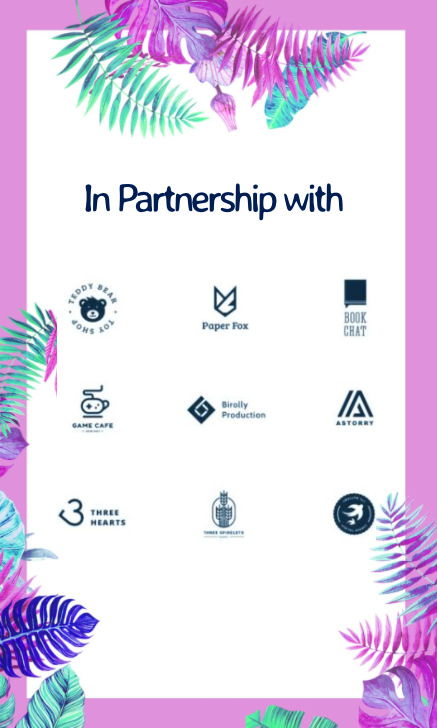 In Partnership with
TEDDY BEAR
TOY SHOP
Paper Fox
BOOK
CHAT
GAME CAFE
Birolly
Production
ASTORRY
THREE
HEARTS
THREE SPIKELETS